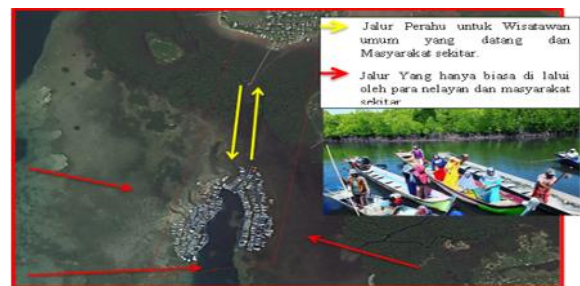 Jalur Perahu untuk Wisatawan
umum yang datang dan
Masyarakat sekitar.
Jalur Yang hanya biasa di lalui
oleh para nelayan dan masyarakat
sekitar